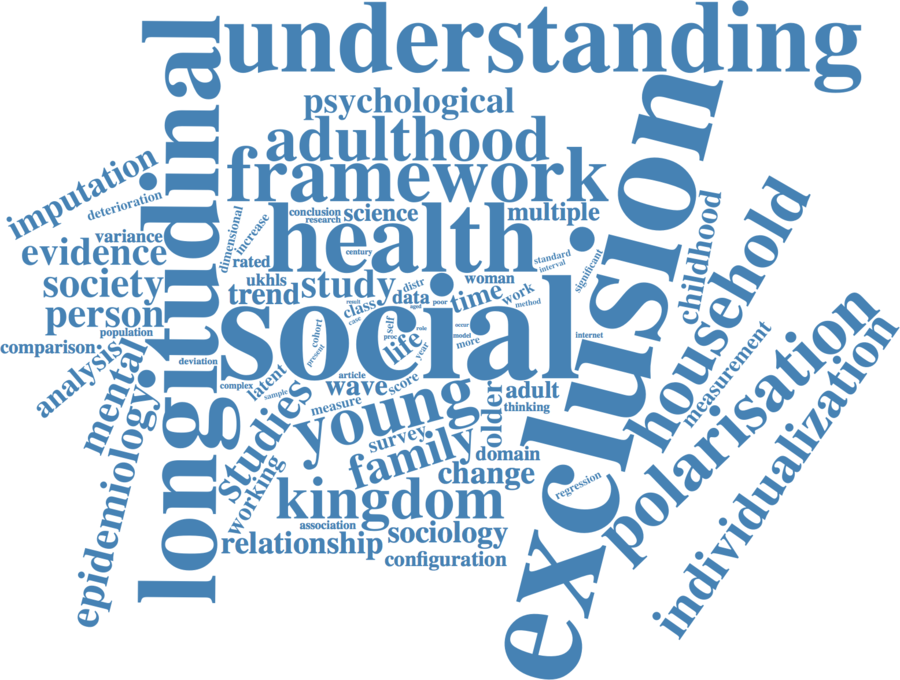 understanding
longitudinal
psychological
adulthood
framework
exclusion
imputation
deterioration
variance
evidence
society
person
population
comparison
analysis
mental
epidemiology
dimensional
increase
conclusion
research
science
multiple
health
century
standard
interval
significant
childhood
household
rated
ukhls
study
trend
distr
data
aged
poor
woman
time
work
method
result
class
case
cohort
present
self
proc
role
life
year
occur
model
more
internet
social
deviation
complex
article
latent
sample
wave
score
measure
young
studies
survey
older
adult
thinking
family
domain
change
working
kingdom
association
sociology
relationship
configuration
regression
measurement
polarisation
individualization